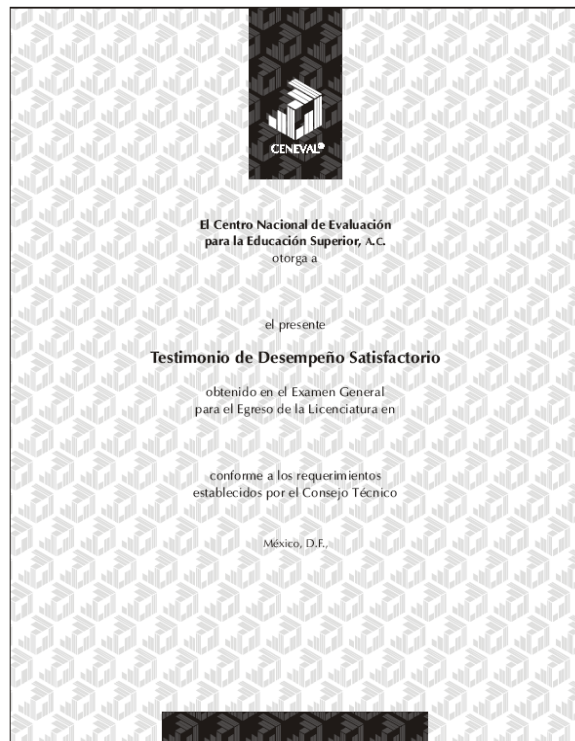 CENEVAL®
El Centro Nacional de Evaluación
para la Educación Superior, A.C.
otorga a
el presente
Testimonio de Desempeño Satisfactorio
obtenido en el Examen General
para el Egreso de la Licenciatura en
conforme a los requerimientos
establecidos por el Consejo Técnico
México, D.F.,